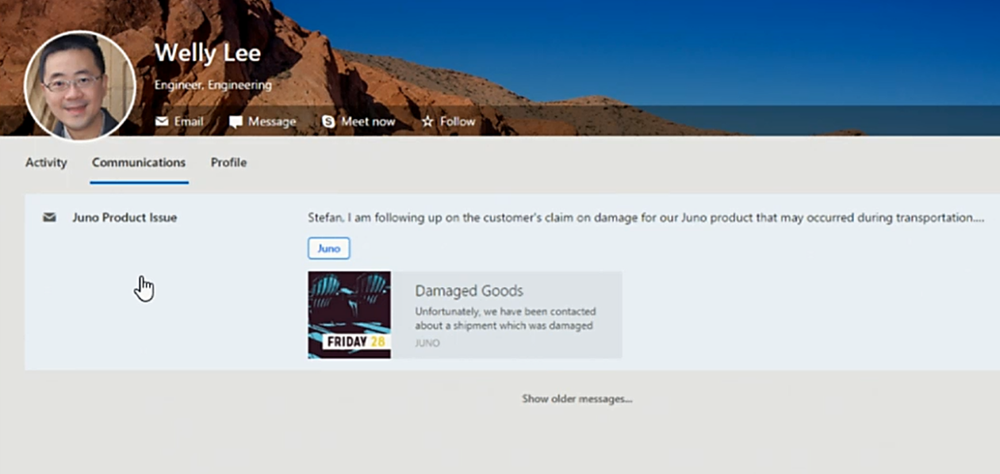 Welly Lee
Engineer, Engineering
Email Message Meet now Follow
Activity Communications Profile
Juno Product Issue
Stefan, I am following up on the customer's claim on damage for our Juno product that may occurred during transportation....
Juno
Damaged Goods
Unfortunately, we have been contacted
about a shipment which was damaged
JUNO
FRIDAY 28
Show older messages...